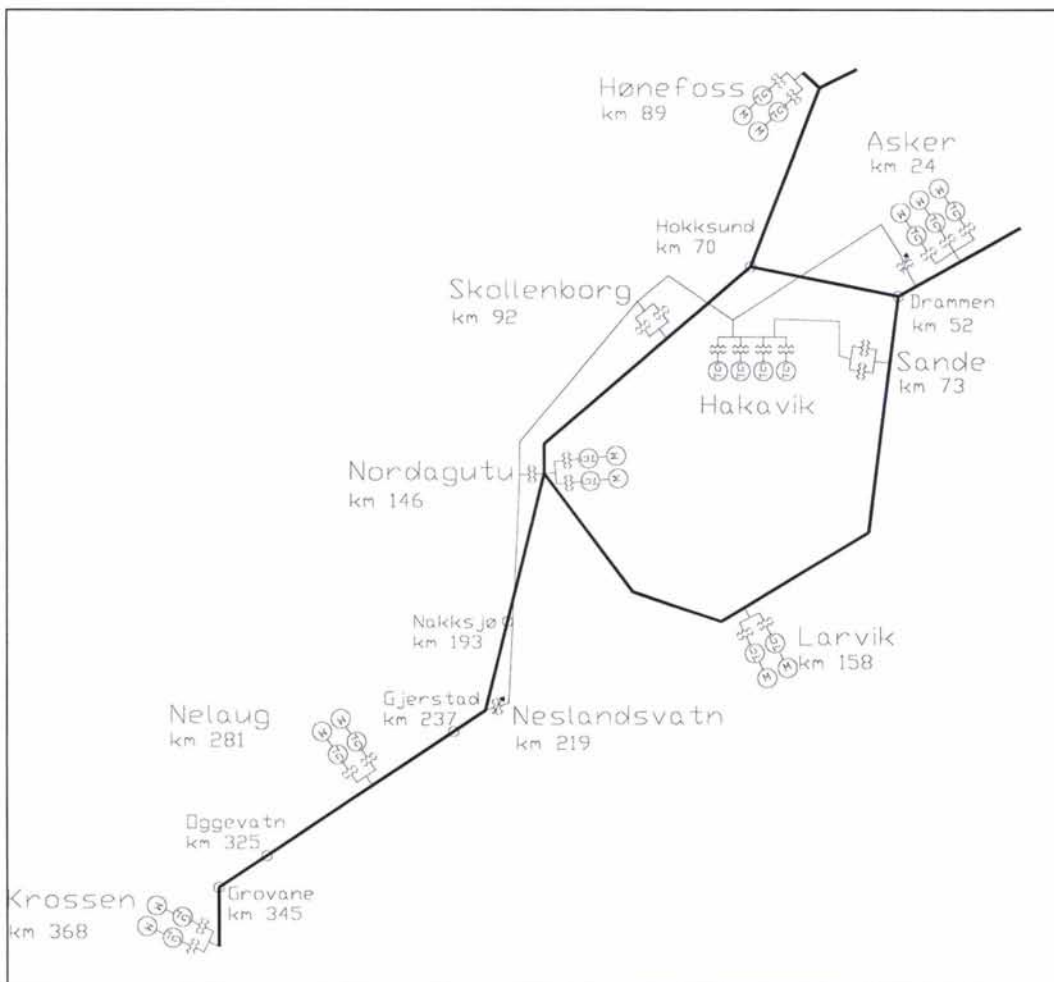 Hønefoss
km 89
Asker
km 24
Hokksund
km 70
Skollenborg
km 92
Drammen
km 52
Sande
km 73
Hakavik
Nordagutu
km 146
Nakksjø
km 193
Larvik
km 158
Gjerstad
km 237
Neslandsvatn
km 219
Nelaug
km 281
Oggevatn
km 325
Grovane
km 345
Krossen
km 368